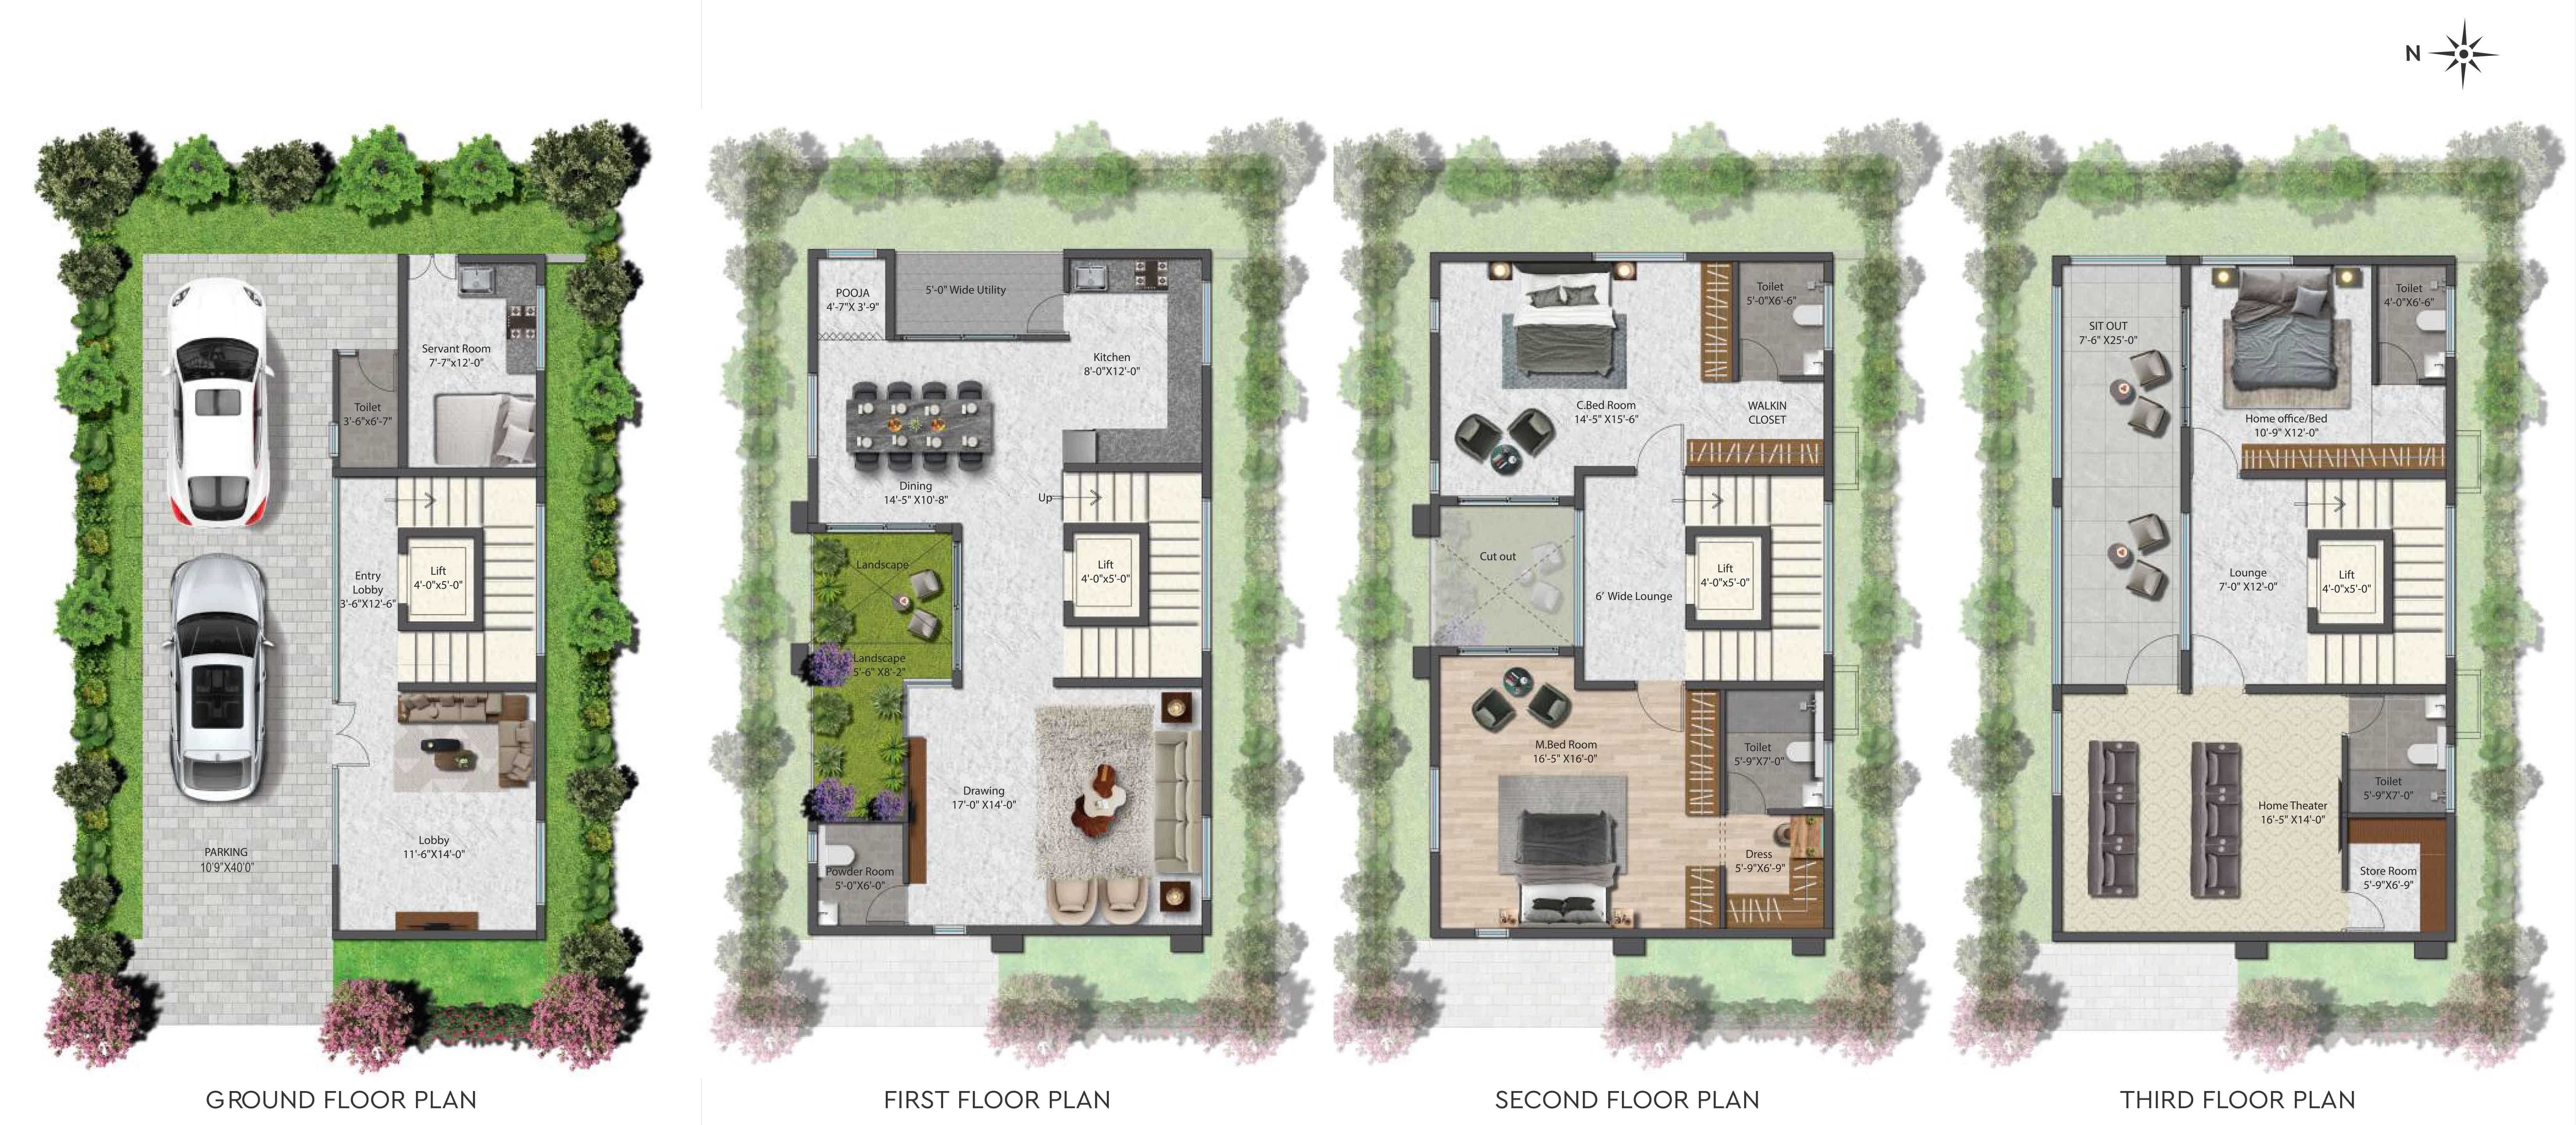 N
Servant Room
7'-7"x12'-0"
Toilet
3'-6"x6'-7"
Entry
Lobby
3'-6"X12'-6"
Lift
4'-0"x5'-0"
Lobby
11'-6"X14'-0"
PARKING
10'9"X40'0"
GROUND FLOOR PLAN
POOJA
4'-7"X 3'-9"
5'-0" Wide Utility
Kitchen
8'-0"X12'-0"
Dining
14'-5" X10'-8"
Up
Landscape
Lift
4'-0"x5'-0"
Landscape
5'-6" X8'-2"
Drawing
17'-0" X14'-0"
Powder Room
5'-0"X6'-0"
FIRST FLOOR PLAN
Toilet
5'-0"X6'-6"
C.Bed Room
14'-5" X15'-6"
WALKIN
CLOSET
Cut out
6' Wide Lounge
Lift
4'-0"x5'-0"
M.Bed Room
16'-5" X16'-0"
Toilet
5'-9"X7'-0"
Dress
5'-9"X6'-9"
SECOND FLOOR PLAN
Toilet
4'-0"X6'-6"
SIT OUT
7'-6" X25'-0"
Home office/Bed
10'-9" X12'-0"
Lounge
7'-0" X12'-0"
Lift
4'-0"x5'-0"
Toilet
5'-9"X7'-0"
Home Theater
16'-5" X14'-0"
Store Room
5'-9"X6'-9"
THIRD FLOOR PLAN